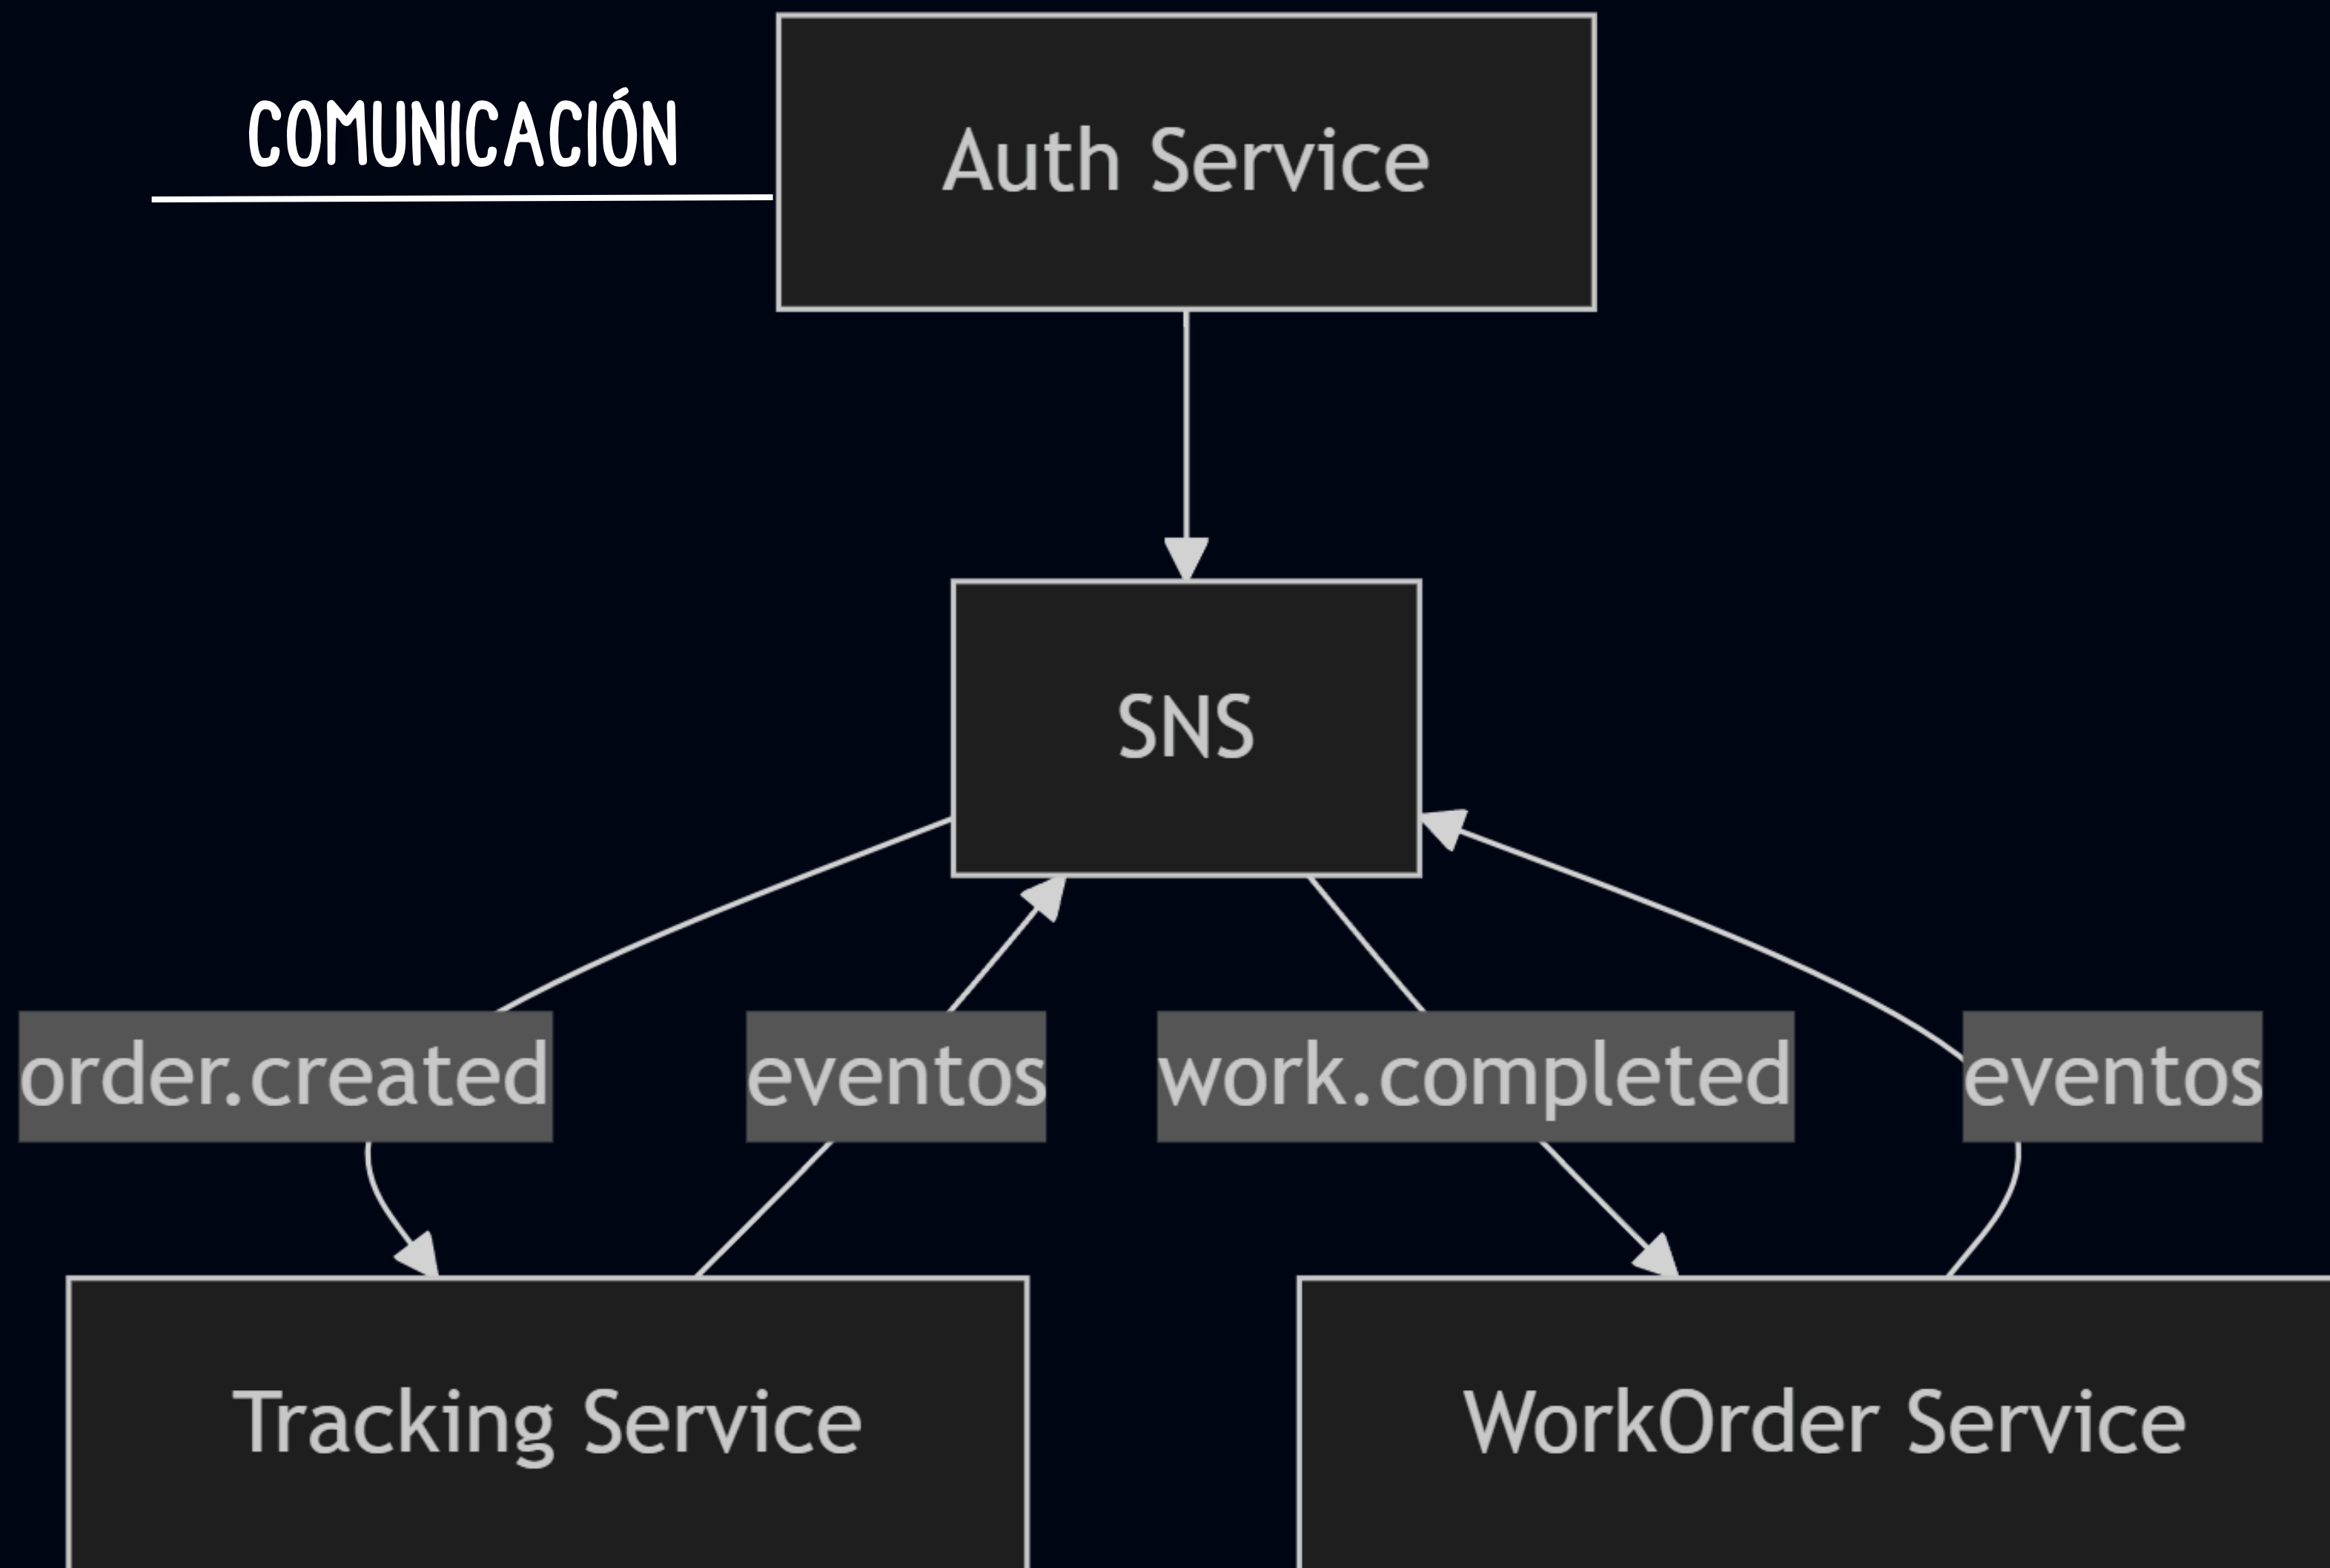 COMUNICACIÓN
Auth Service
SNS
order.created
eventos
work.completed
eventos
Tracking Service
WorkOrder Service